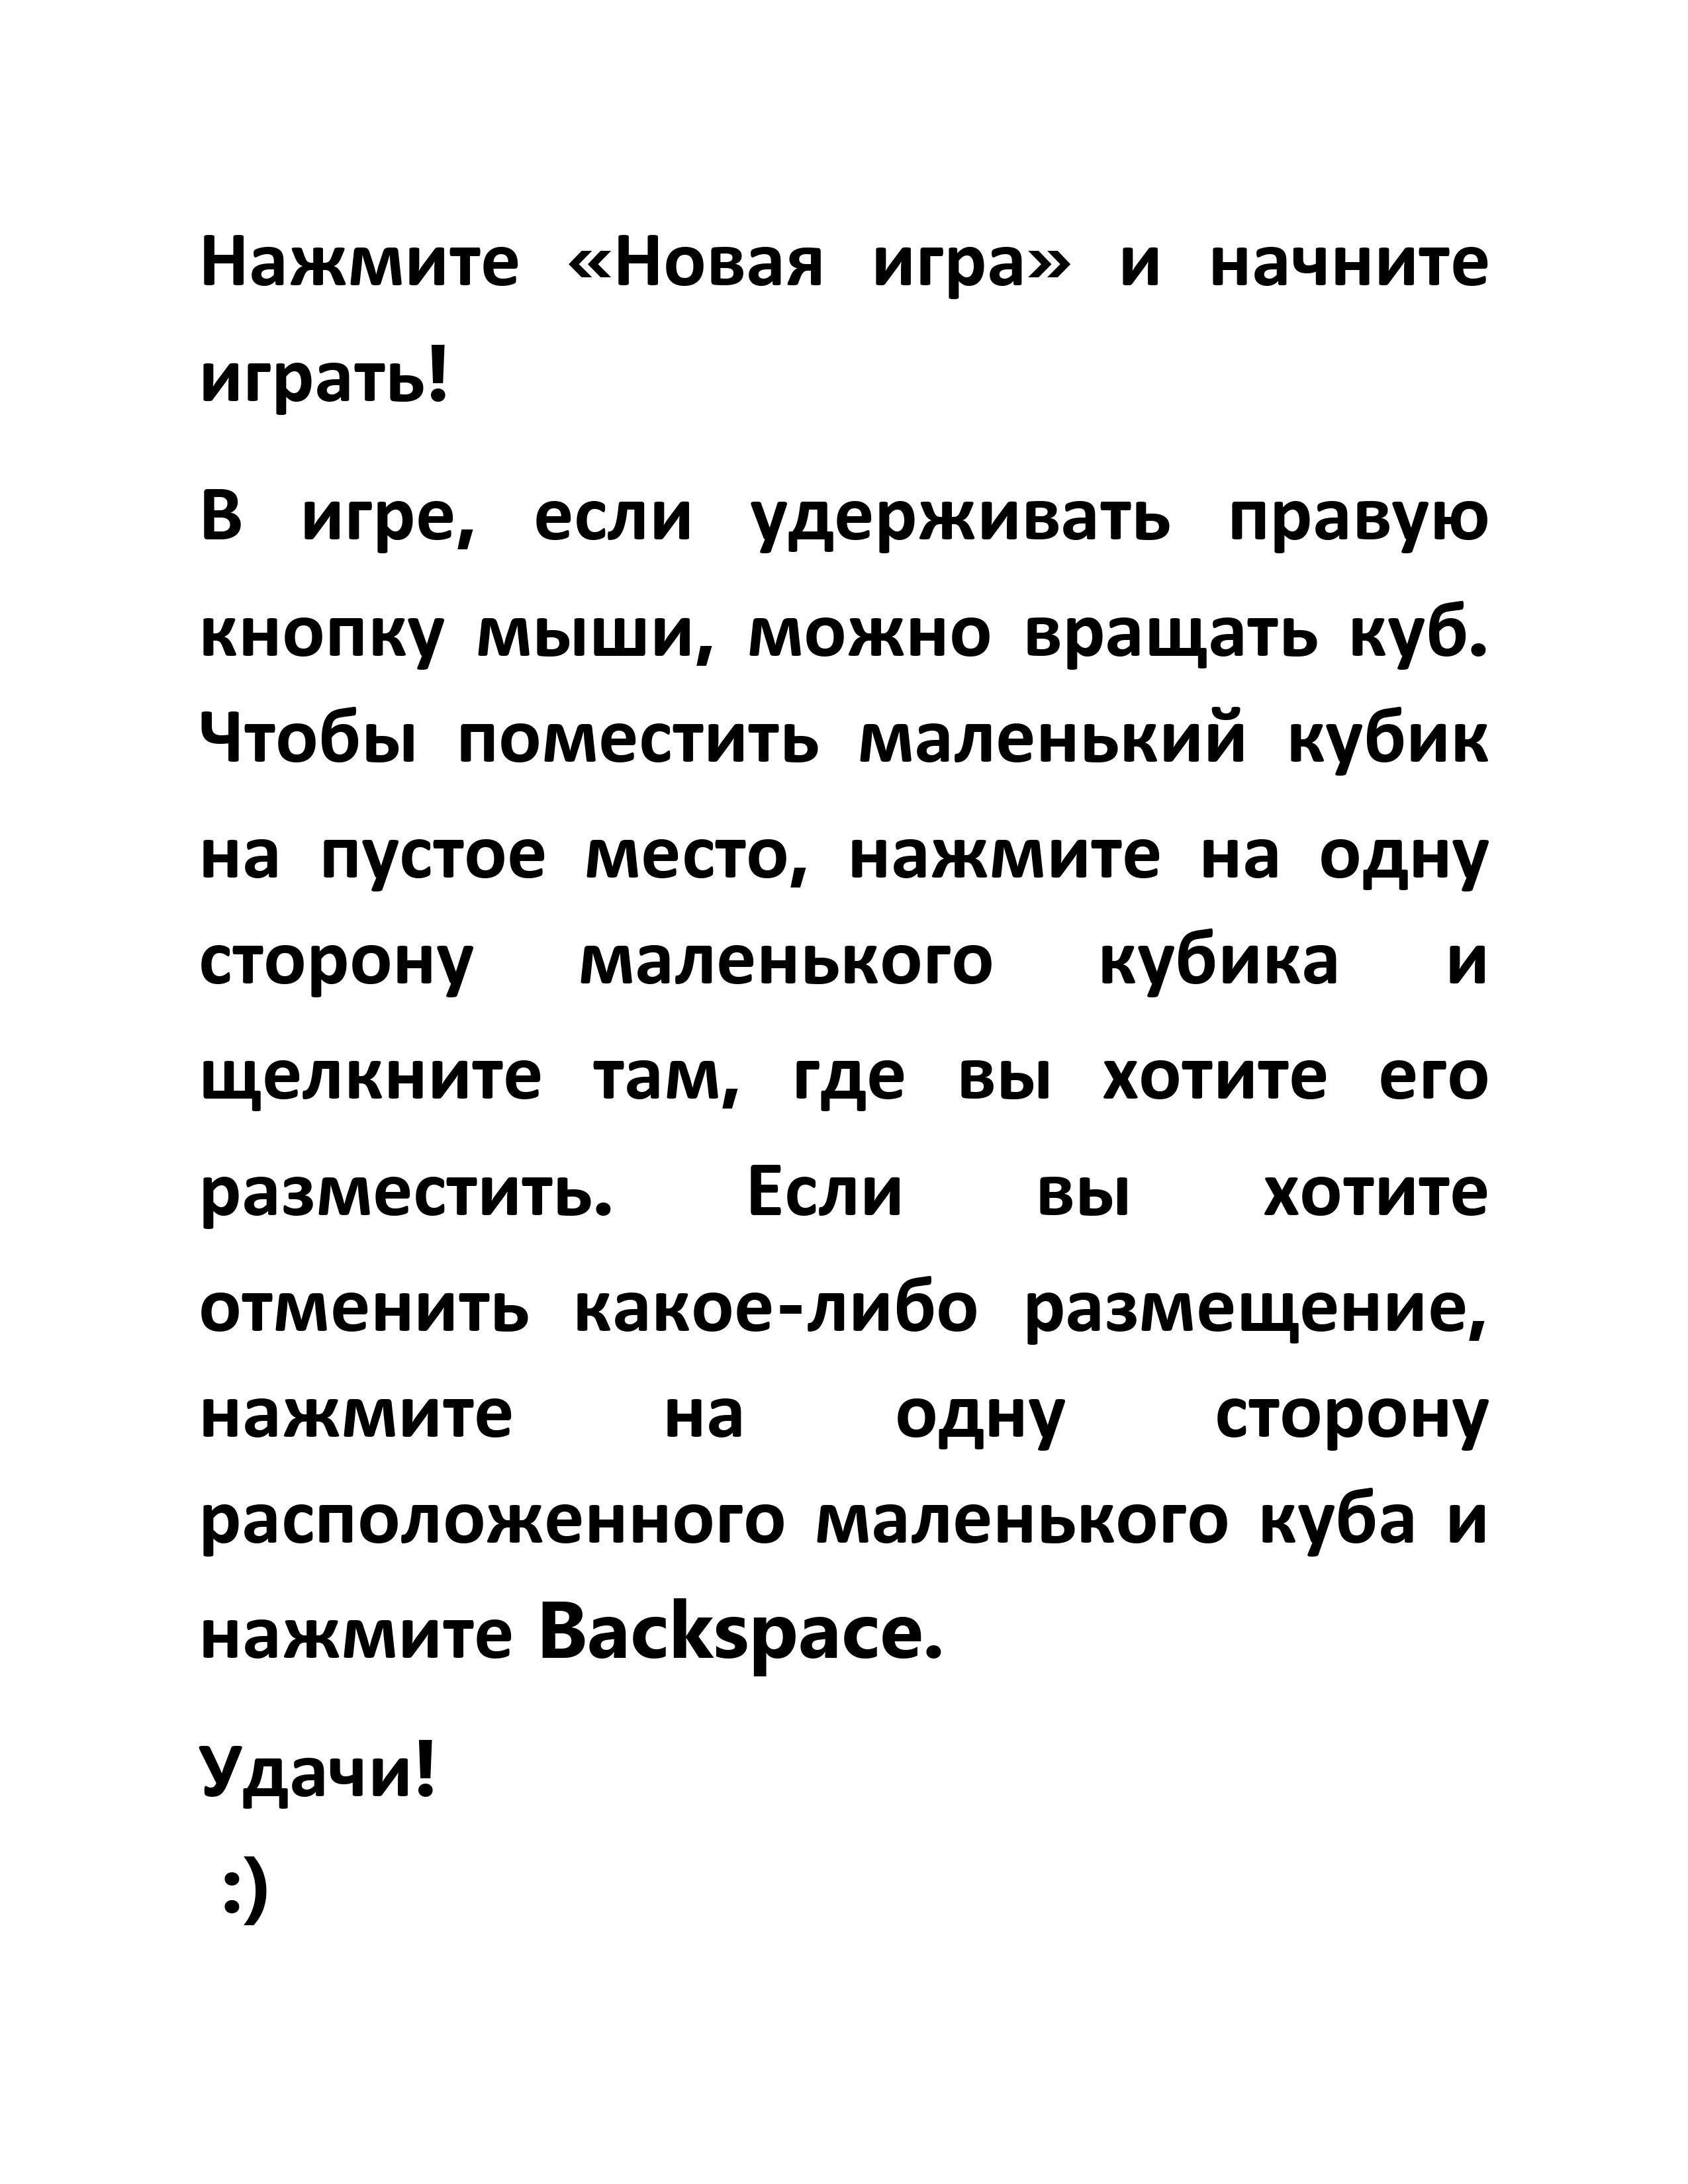 Нажмите «Новая игра» и начните
играть!
В игре, если удерживать правую
кнопку мыши, можно вращать куб.
Чтобы поместить маленький кубик
на пустое место, нажмите на одну
сторону маленького кубика и
щелкните там, где вы хотите его
разместить. Если вы хотите
отменить какое-либо размещение,
нажмите на одну сторону
расположенного маленького куба и
нажмите Backspace.
Удачи!
:)